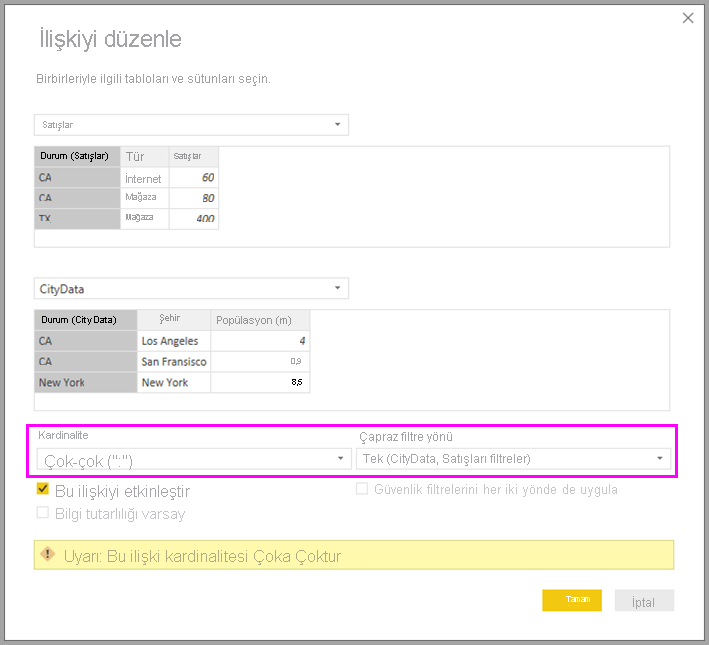 İlişkiyi düzenle
Birbirleriyle ilgili tabloları ve sütunları seçin.
Satışlar
Durum (Satışlar) Tür Satışlar
CA İnternet 60
CA Mağaza 80
TX Mağaza 400
CityData
Durum (CityData) Şehir Popülasyon (m)
CA Los Angeles 4
CA San Fransisco 0,9
New York New York 8,5
Kardinalite Çapraz filtre yönü
Çok-çok (":") Tek (CityData, Satışları filtreler)
Bu ilişkiyi etkinleştir Güvenlik filtrelerini her iki yönde de uygula
Bilgi tutarlılığı varsay
Uyarı: Bu ilişki kardinalitesi Çoka Çoktur
Tamam İptal